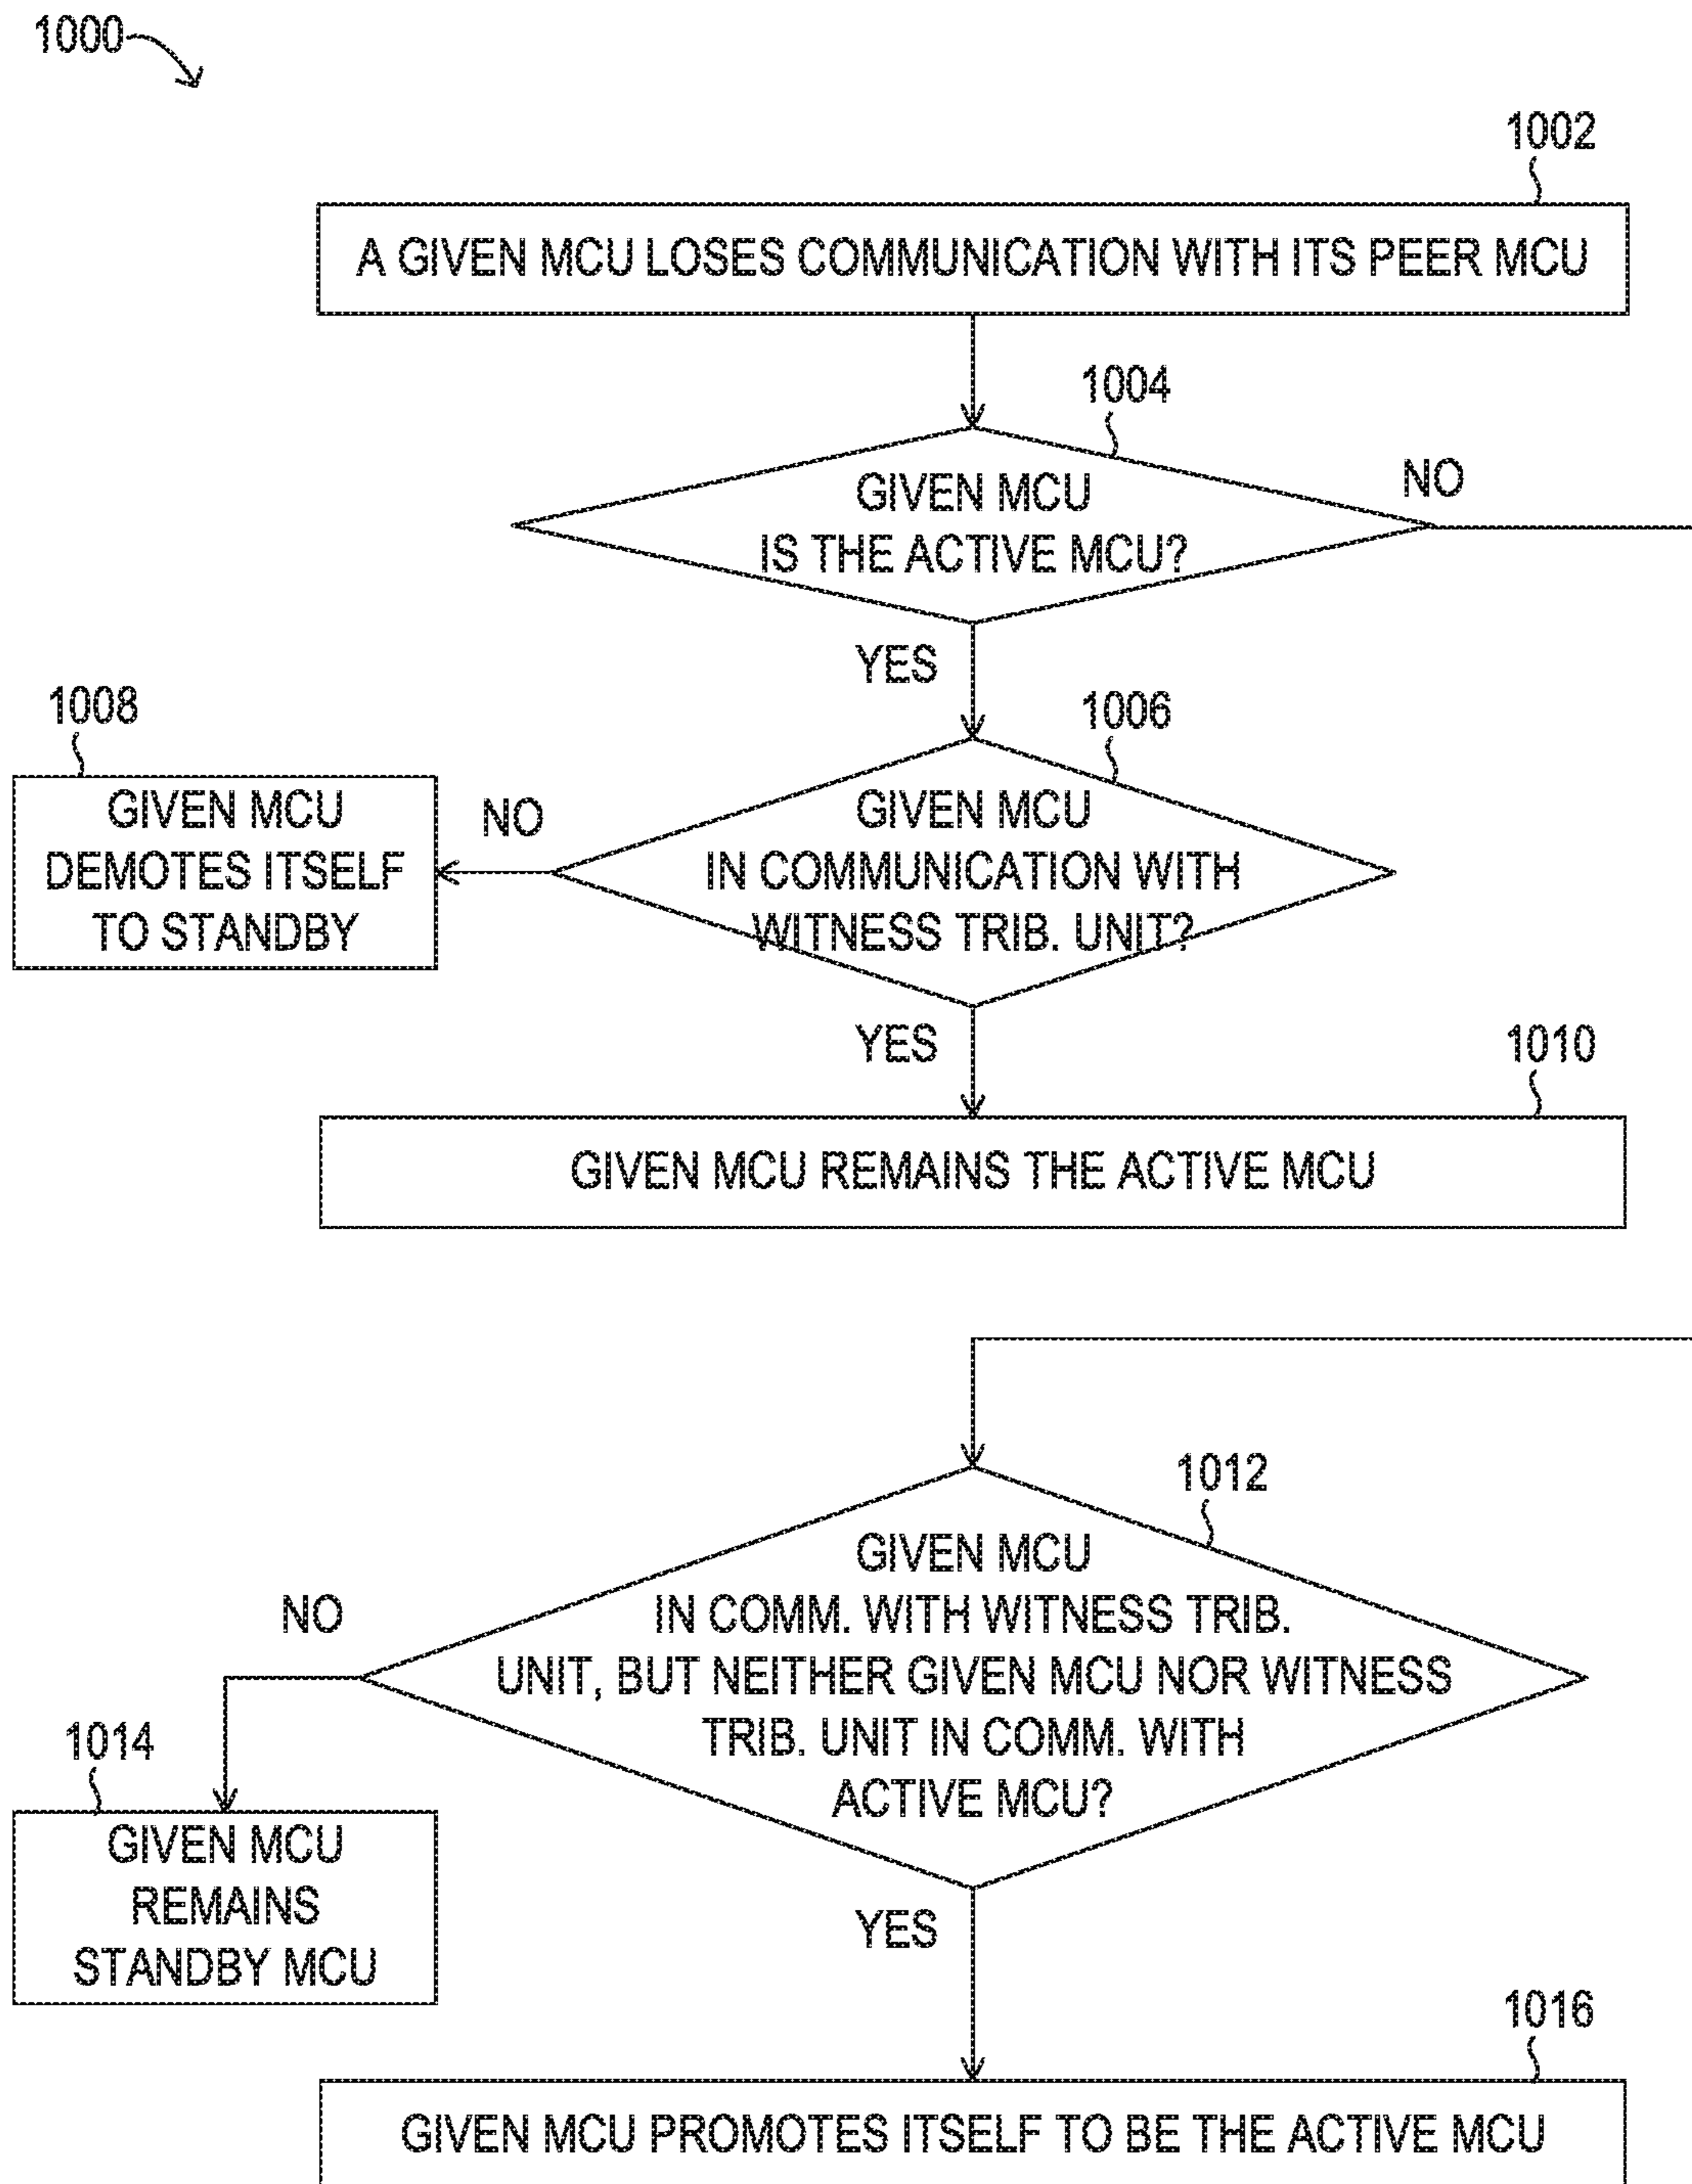 1000
1002
A GIVEN MCU LOSES COMMUNICATION WITH ITS PEER MCU
1004
GIVEN MCU
IS THE ACTIVE MCU?
NO
YES
1006
1008
GIVEN MCU
DEMOTES ITSELF
TO STANDBY
NO
GIVEN MCU
IN COMMUNICATION WITH
WITNESS TRIB. UNIT?
YES
1010
GIVEN MCU REMAINS THE ACTIVE MCU
1012
GIVEN MCU
IN COMM. WITH WITNESS TRIB.
UNIT, BUT NEITHER GIVEN MCU NOR WITNESS
TRIB. UNIT IN COMM. WITH
ACTIVE MCU?
NO
1014
GIVEN MCU
REMAINS
STANDBY MCU
YES
1016
GIVEN MCU PROMOTES ITSELF TO BE THE ACTIVE MCU